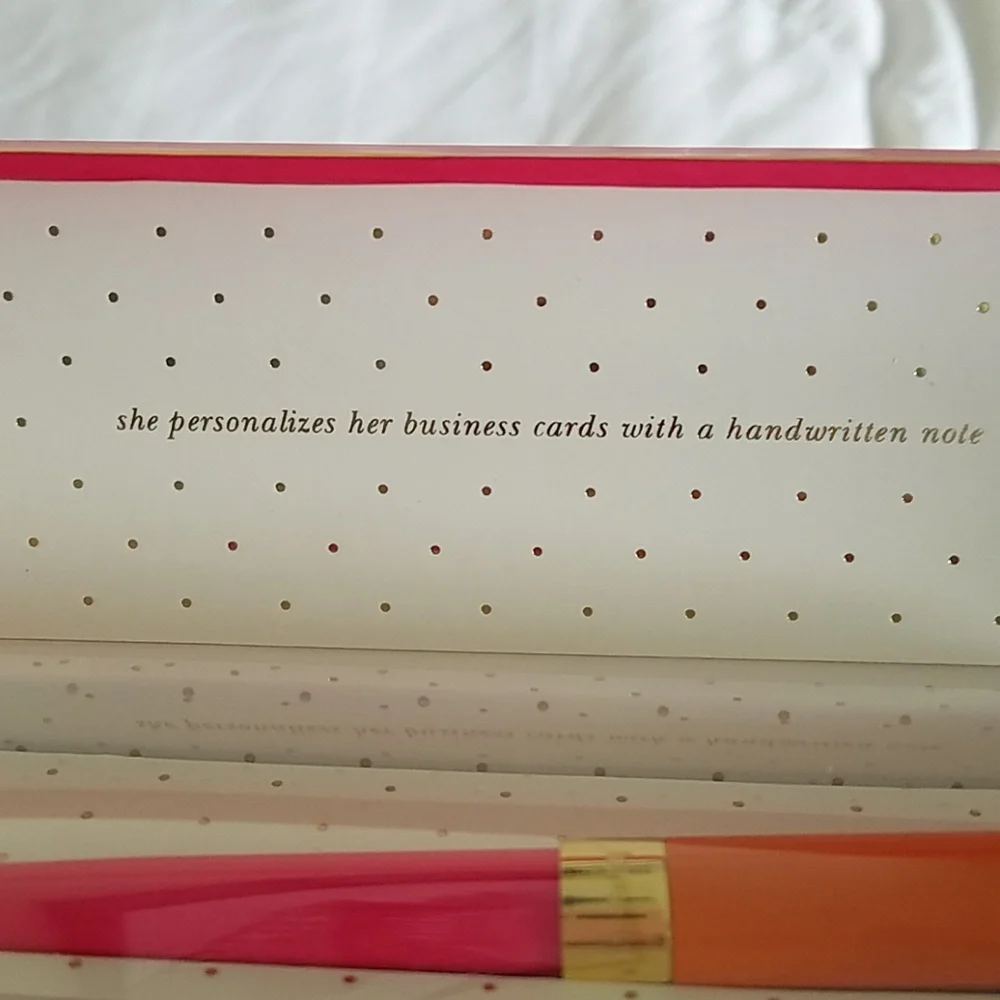 she personalizes her business cards with a handwritten note